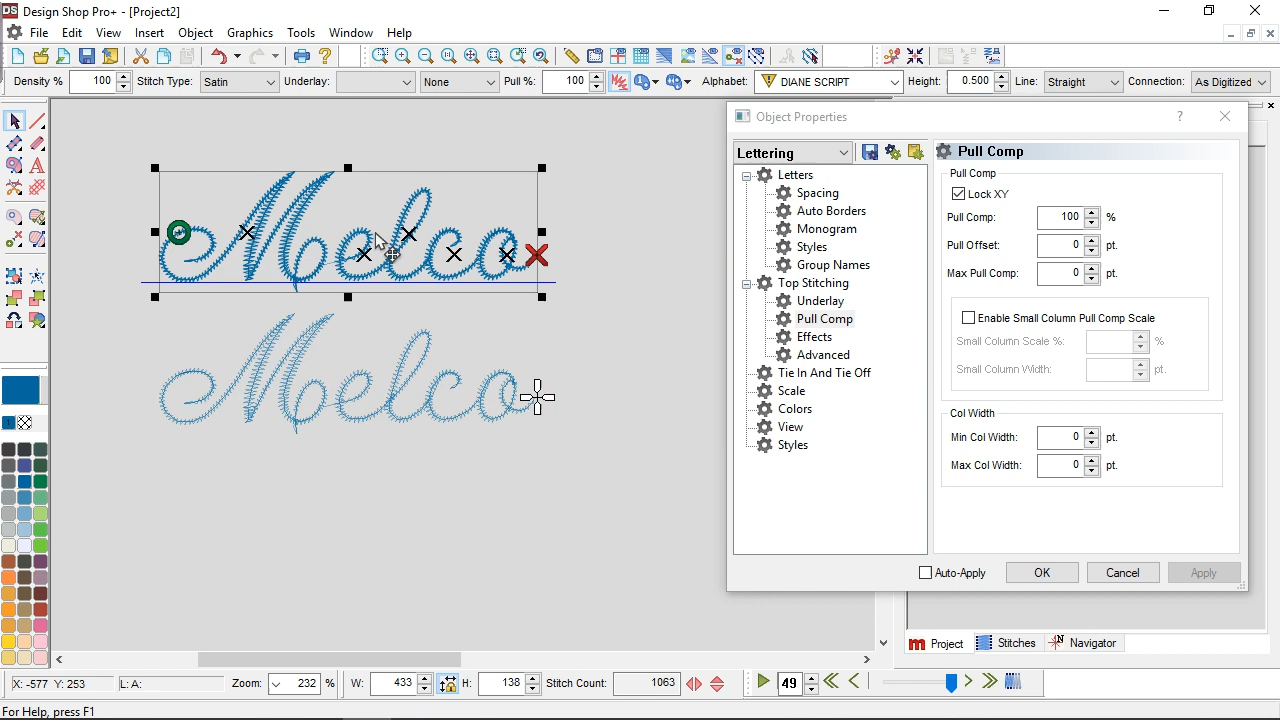 DS Design Shop Pro+ - [Project2]
File Edit View Insert Object Graphics Tools Window Help
Density % 100 Stitch Type: Satin Underlay: None Pull %: 100 Alphabet: DIANE SCRIPT Height: 0.500 Line: Straight Connection: As Digitized
Object Properties ?
Lettering
Pull Comp
Letters
Spacing
Auto Borders
Monogram
Styles
Group Names
Top Stitching
Underlay
Pull Comp
Effects
Advanced
Tie In And Tie Off
Scale
Colors
View
Styles
Pull Comp
Lock XY
Pull Comp: 100 %
Pull Offset: 0 pt.
Max Pull Comp: 0 pt.
Enable Small Column Pull Comp Scale
Small Column Scale %: %
Small Column Width: pt.
Col Width
Min Col Width: 0 pt.
Max Col Width: 0 pt.
Auto-Apply OK Cancel Apply
Melco
Melco
m Project Stitches N Navigator
X: -577 Y: 253 L: A: Zoom: 232 % W: 433 H: 138 Stitch Count: 1063 49
For Help, press F1